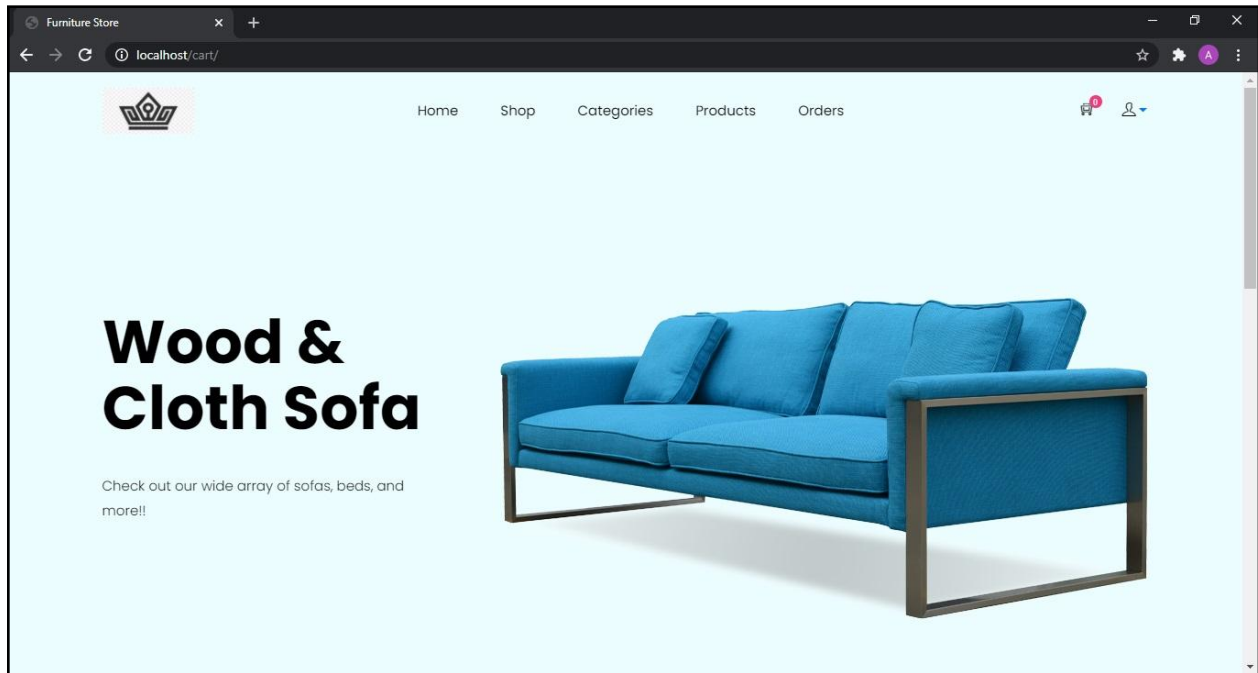 Furniture Store
localhost/cart/
A
Home Shop Categories Products Orders
0
Wood &
Cloth Sofa
Check out our wide array of sofas, beds, and
more!!